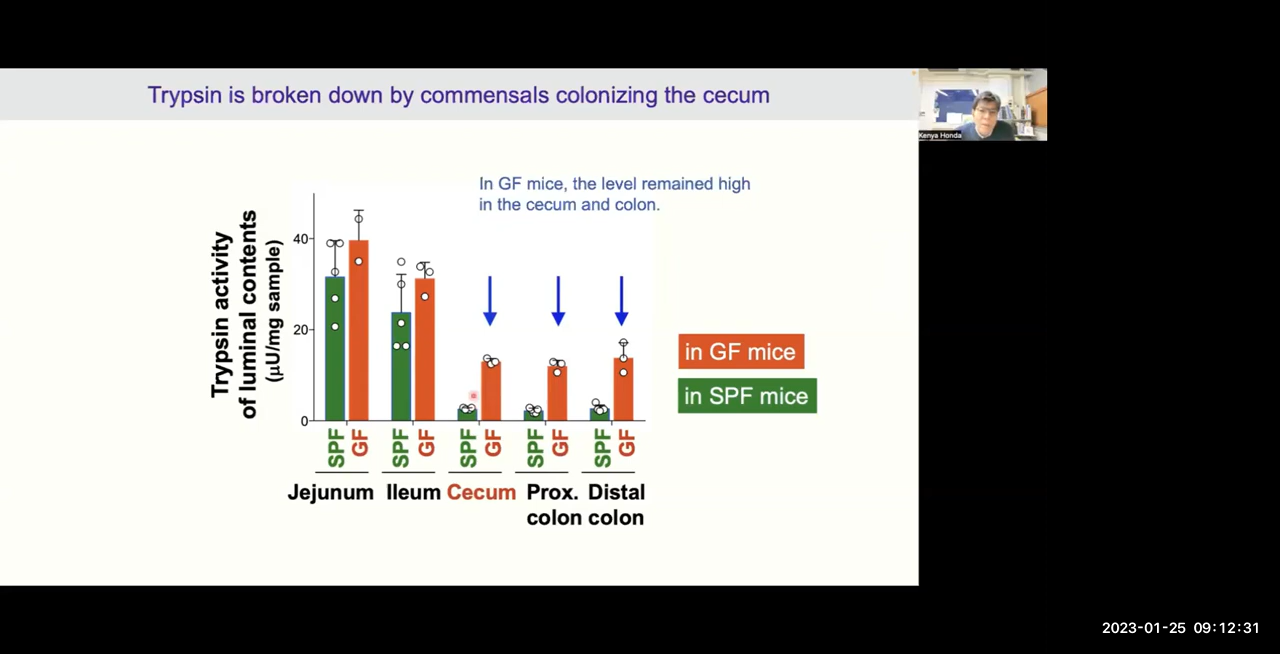 Trypsin is broken down by commensals colonizing the cecum
Kenya Honda
In GF mice, the level remained high
in the cecum and colon.
Trypsin activity
of luminal contents
(μU/mg sample)
40
20
0
in GF mice
in SPF mice
SPF GF SPF GF SPF GF SPF GF SPF GF
Jejunum Ileum Cecum Prox. Distal
colon colon
2023-01-25 09:12:31